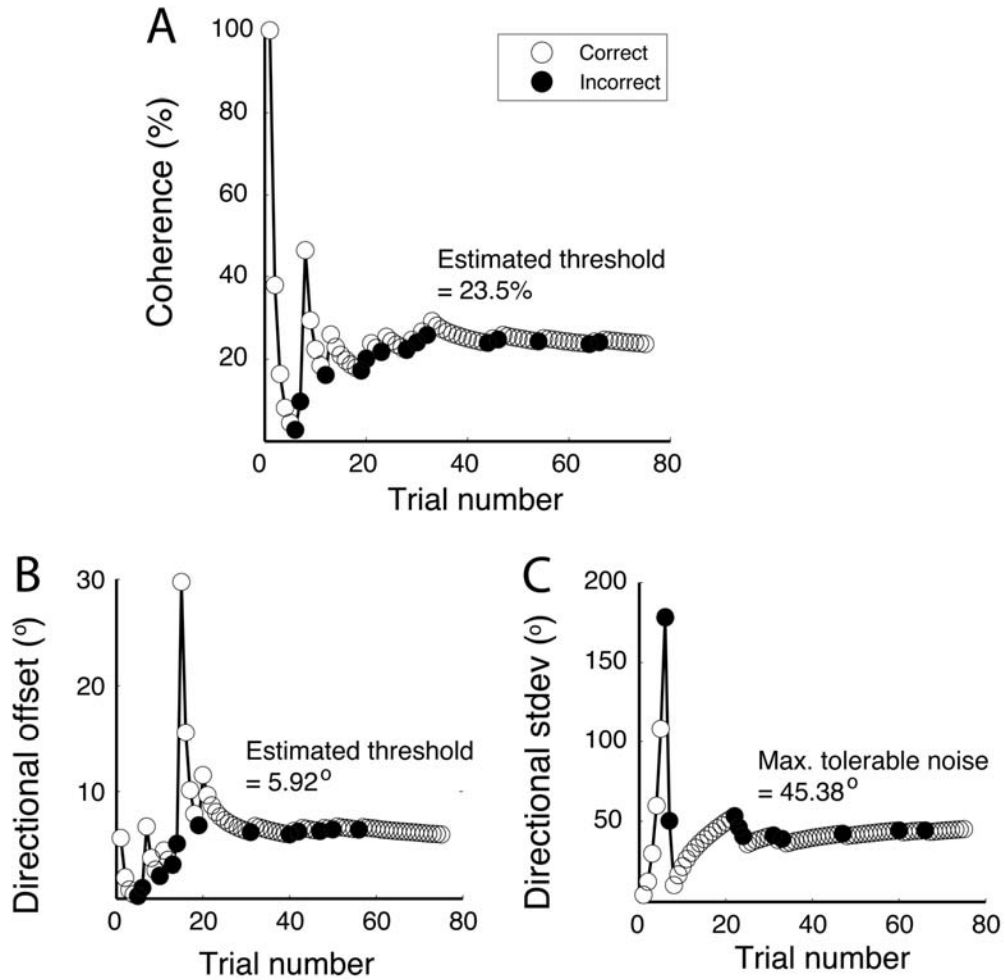 A
Coherence (%)
100
80
60
40
20
Correct
Incorrect
Estimated threshold
= 23.5%
0 20 40 60 80
Trial number
B
Directional offset (º)
30
20
10
Estimated threshold
= 5.92º
0 20 40 60 80
Trial number
C
Directional stdev (º)
200
150
100
50
Max. tolerable noise
= 45.38º
0 20 40 60 80
Trial number